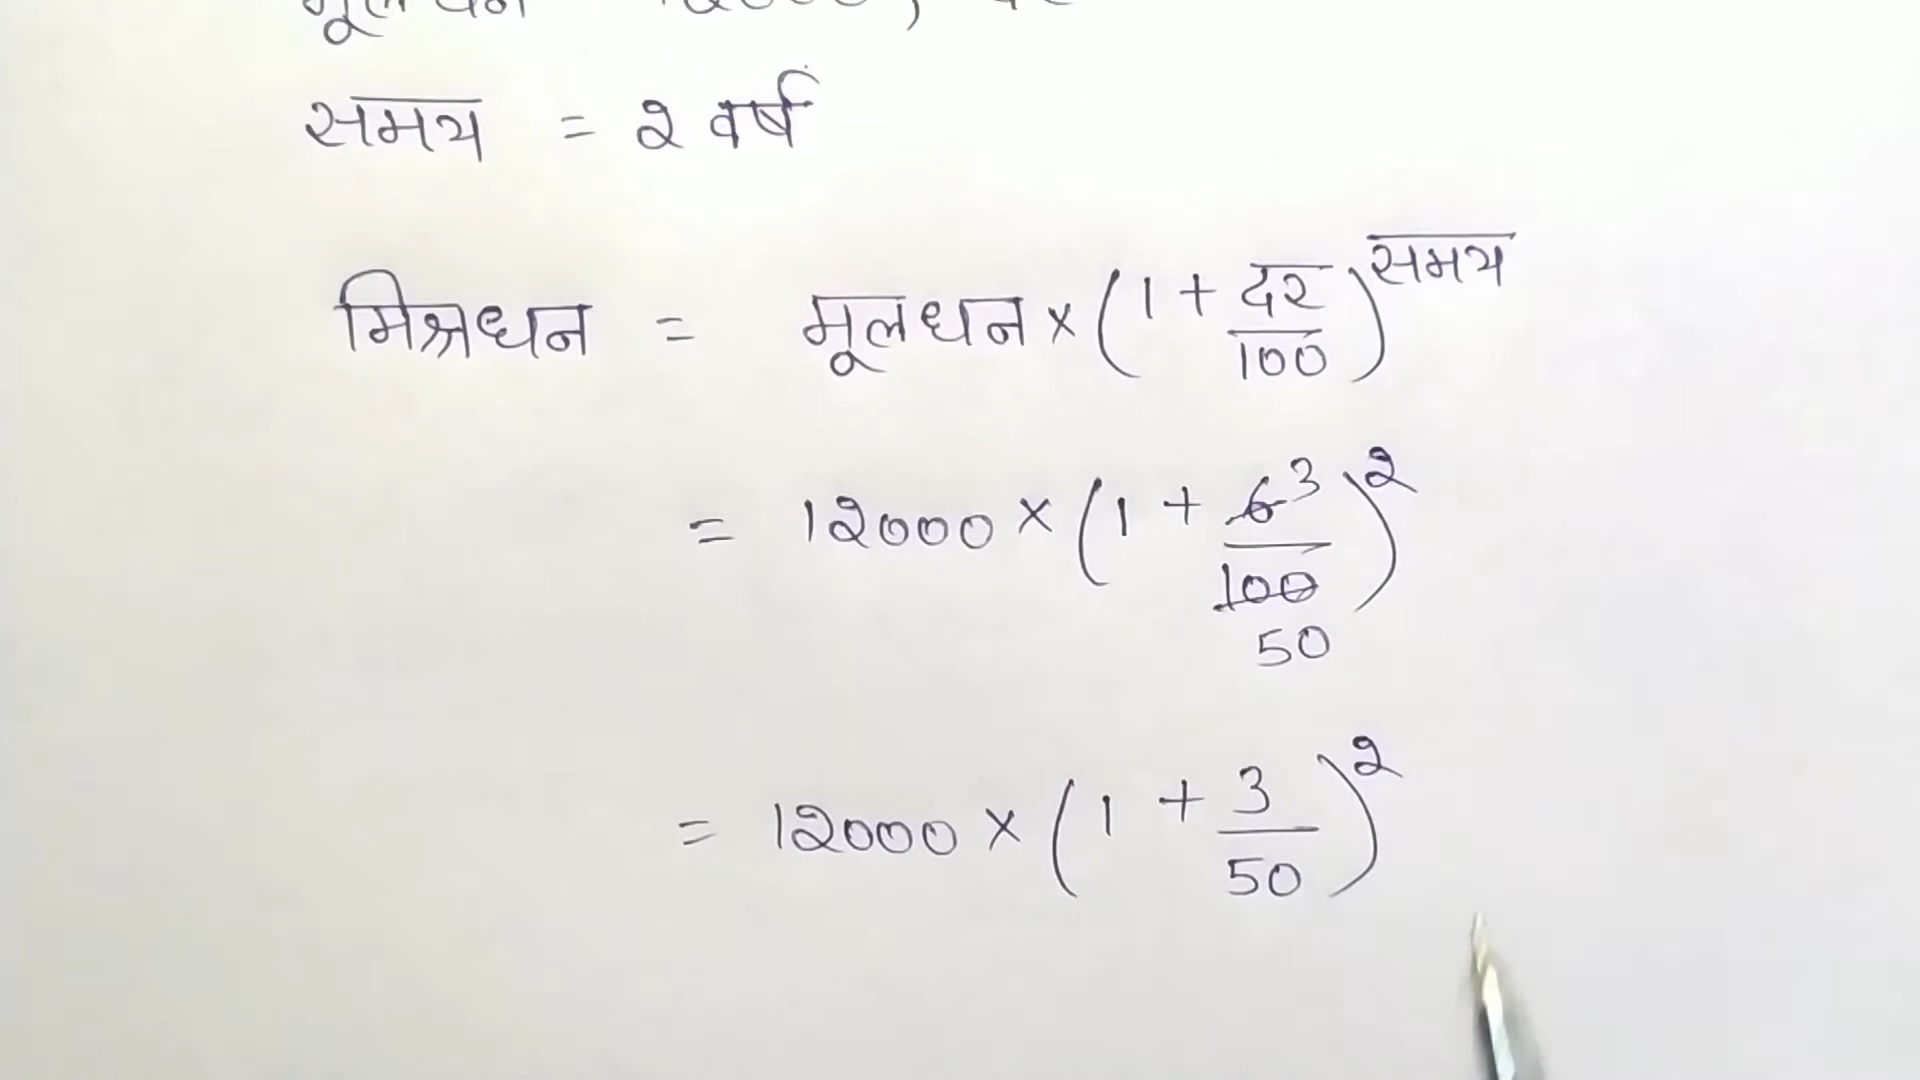 समय = 2 वर्ष
मिश्रधन = मूलधन × (1 + दर/100)^समय
= 12000 × (1 + 6 3/100 50)^2
= 12000 × (1 + 3/50)^2